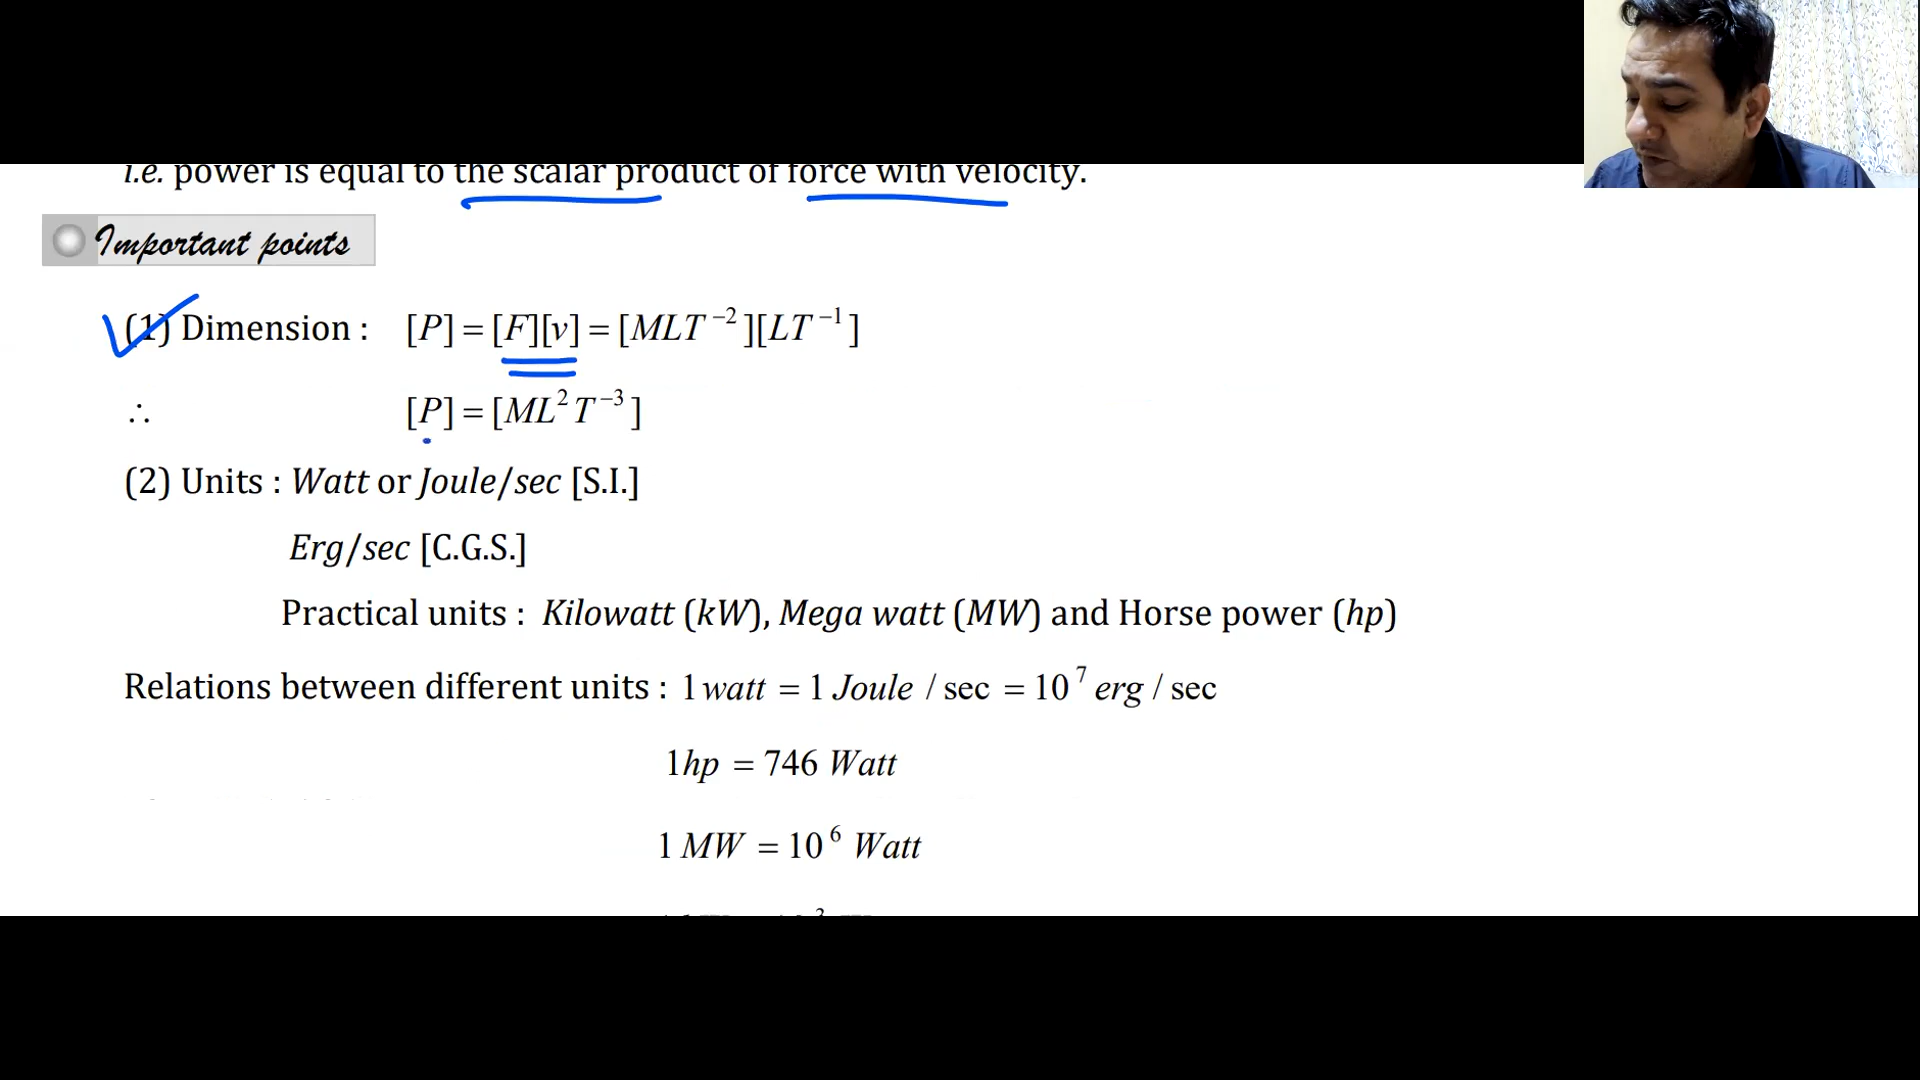 i.e. power is equal to the scalar product of force with velocity.
Important points
(1) Dimension : [P] = [F][v] = [MLT⁻²][LT⁻¹]
∴ [P] = [ML²T⁻³]
(2) Units : Watt or Joule/sec [S.I.]
Erg/sec [C.G.S.]
Practical units : Kilowatt (kW), Mega watt (MW) and Horse power (hp)
Relations between different units : 1 watt = 1 Joule / sec = 10⁷ erg / sec
1hp = 746 Watt
1 MW = 10⁶ Watt